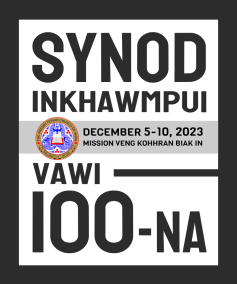 SYNOD
INKHAWMPUI
DECEMBER 5-10, 2023
MISSION VENG KOHHRAN BIAK IN
VAWI
100-NA